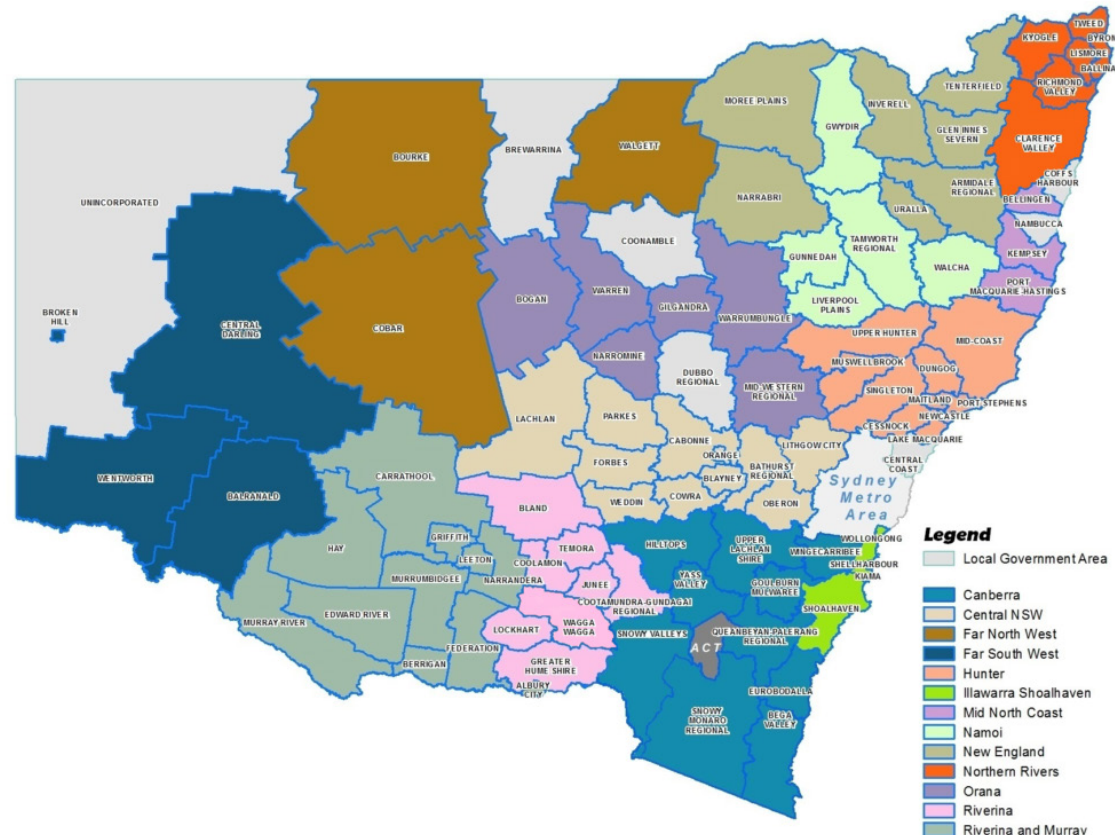 TWEED
KYOGLE
BYRON
LISMORE
BALLINA
RICHMOND
VALLEY
TENTERFIELD
MOREE PLAINS
INVERELL
GWYDIR
GLEN INNES
SEVERN
CLARENCE
VALLEY
BOURKE
BREWARRINA
WALGETT
COFFS
HARBOUR
UNINCORPORATED
NARRABRI
ARMIDALE
REGIONAL
URALLA
BELLINGEN
NAMBUCCA
COONAMBLE
TAMWORTH
REGIONAL
GUNNEDAH
KEMPSEY
WALCHA
PORT
MACQUARIE-HASTINGS
BOGAN
WARREN
GILGANDRA
WARRUMBUNGLE
LIVERPOOL
PLAINS
BROKEN
HILL
CENTRAL
DARLING
COBAR
UPPER HUNTER
MID-COAST
NARROMINE
DUBBO
REGIONAL
MUSWELLBROOK
DUNGOG
MID-WESTERN
REGIONAL
SINGLETON
MAITLAND
PORT STEPHENS
NEWCASTLE
CESSNOCK
LAKE MACQUARIE
LACHLAN
PARKES
CABONNE
LITHGOW CITY
CENTRAL
COAST
ORANGE
FORBES
BATHURST
REGIONAL
BLAYNEY
Sydney
Metro
Area
WENTWORTH
CARRATHOOL
BALRANALD
WEDDIN
COWRA
OBERON
BLAND
HAY
GRIFFITH
LEETON
TEMORA
COOLAMON
HILLTOPS
UPPER
LACHLAN
SHIRE
WOLLONGONG
WINGECARRIBEE
SHELLHARBOUR
KIAMA
MURRUMBIDGEE
NARRANDERA
JUNEE
YASS
VALLEY
GOULBURN
MULWAREE
COOTAMUNDRA-GUNDAGAI
REGIONAL
SHOALHAVEN
MURRAY RIVER
EDWARD RIVER
LOCKHART
WAGGA
WAGGA
SNOWY VALLEYS
QUEANBEYAN-PALERANG
REGIONAL
ACT
FEDERATION
BERRIGAN
GREATER
HUME SHIRE
ALBURY
CITY
EUROBODALLA
SNOWY
MONARO
REGIONAL
BEGA
VALLEY
Legend
Local Government Area
Canberra
Central NSW
Far North West
Far South West
Hunter
Illawarra Shoalhaven
Mid North Coast
Namoi
New England
Northern Rivers
Orana
Riverina
Riverina and Murray